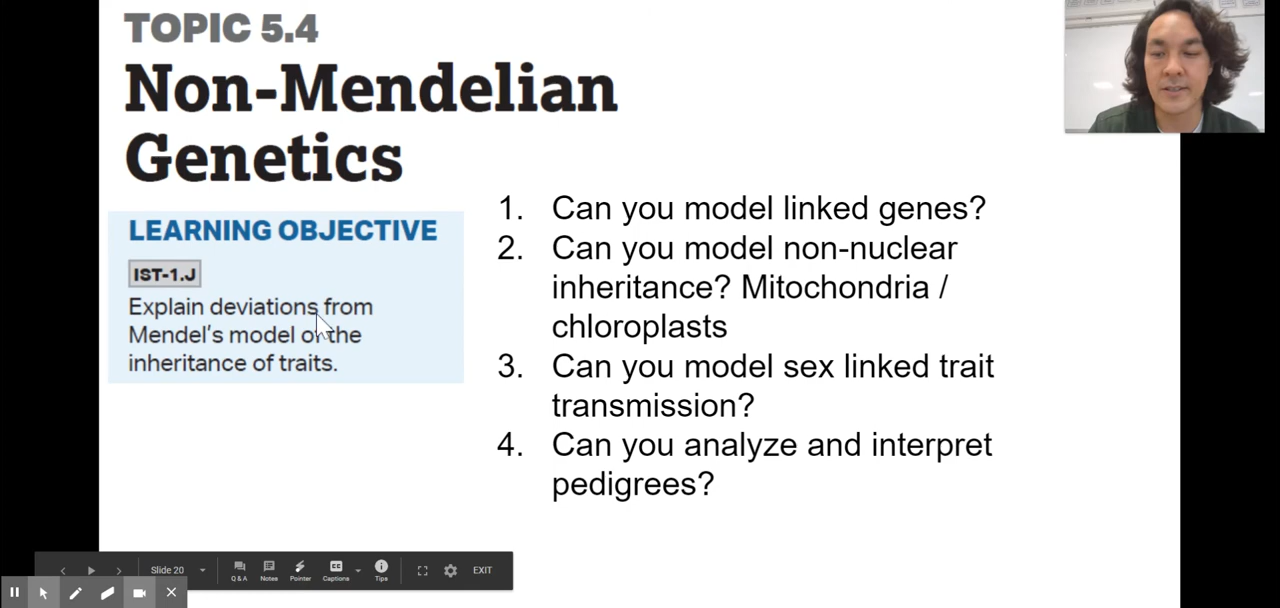 TOPIC 5.4
Non-Mendelian
Genetics
LEARNING OBJECTIVE
IST-1.J
Explain deviations from
Mendel's model of the
inheritance of traits.
1. Can you model linked genes?
2. Can you model non-nuclear
inheritance? Mitochondria /
chloroplasts
3. Can you model sex linked trait
transmission?
4. Can you analyze and interpret
pedigrees?
Slide 20
Q & A
Notes
Pointer
Captions
Tips
EXIT